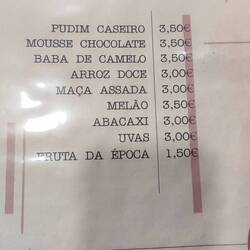 PUDIM CASEIRO 3,50€
MOUSSE CHOCOLATE 3,50€
BABA DE CAMELO 3,50€
ARROZ DOCE 3,00€
MAÇA ASSADA 3,00€
MELÃO 3,50€
ABACAXI 3,00€
UVAS 3,00€
FRUTA DA ÉPOCA 1,50€